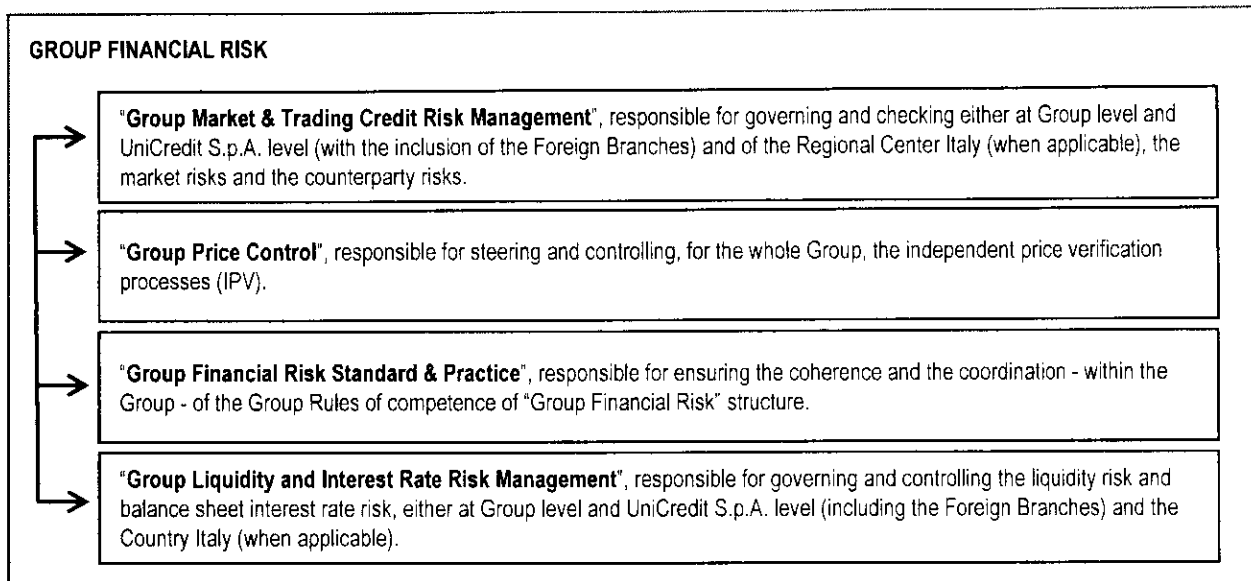 GROUP FINANCIAL RISK
"Group Market & Trading Credit Risk Management", responsible for governing and checking either at Group level and
UniCredit S.p.A. level (with the inclusion of the Foreign Branches) and of the Regional Center Italy (when applicable), the
market risks and the counterparty risks.
"Group Price Control", responsible for steering and controlling, for the whole Group, the independent price verification
processes (IPV).
"Group Financial Risk Standard & Practice", responsible for ensuring the coherence and the coordination - within the
Group - of the Group Rules of competence of "Group Financial Risk" structure.
"Group Liquidity and Interest Rate Risk Management", responsible for governing and controlling the liquidity risk and
balance sheet interest rate risk, either at Group level and UniCredit S.p.A. level (including the Foreign Branches) and the
Country Italy (when applicable).